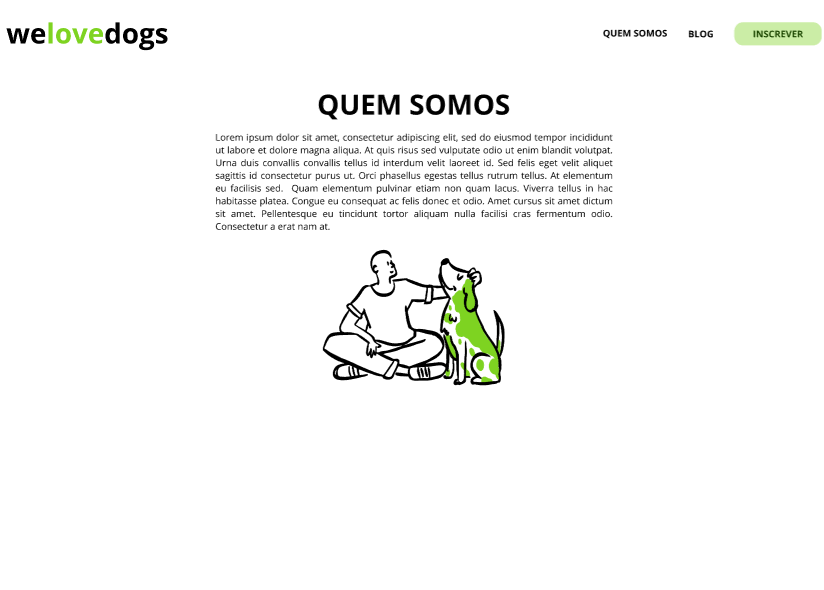 welovedogs
QUEM SOMOS
BLOG
INSCREVER
QUEM SOMOS
Lorem ipsum dolor sit amet, consectetur adipiscing elit, sed do eiusmod tempor incididunt
ut labore et dolore magna aliqua. At quis risus sed vulputate odio ut enim blandit volutpat.
Urna duis convallis convallis tellus id interdum velit laoreet id. Sed felis eget velit aliquet
sagittis id consectetur purus ut. Orci phasellus egestas tellus rutrum tellus. At elementum
eu facilisis sed.  Quam elementum pulvinar etiam non quam lacus. Viverra tellus in hac
habitasse platea. Congue eu consequat ac felis donec et odio. Amet cursus sit amet dictum
sit amet. Pellentesque eu tincidunt tortor aliquam nulla facilisi cras fermentum odio.
Consectetur a erat nam at.